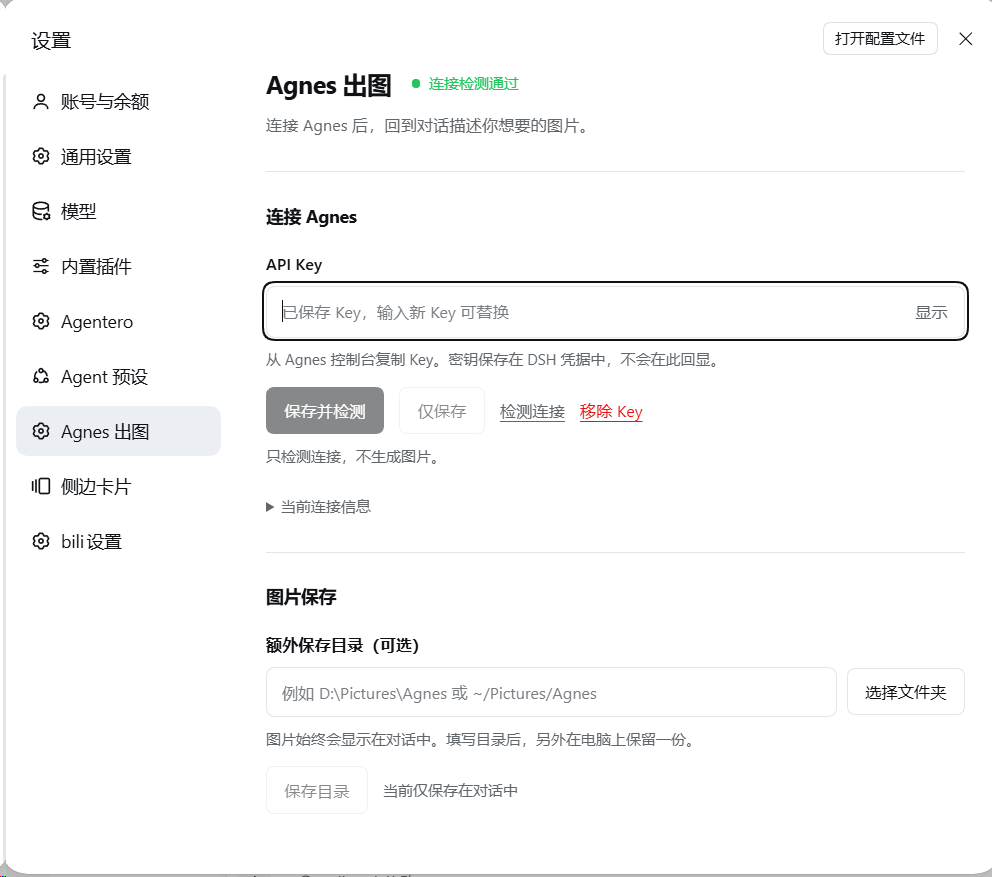 设置
打开配置文件
账号与余额
通用设置
模型
内置插件
Agentero
Agent 预设
Agnes 出图
侧边卡片
bili设置
Agnes 出图
连接检测通过
连接 Agnes 后，回到对话描述你想要的图片。
连接 Agnes
API Key
已保存 Key，输入新 Key 可替换
显示
从 Agnes 控制台复制 Key。密钥保存在 DSH 凭据中，不会在此回显。
保存并检测 仅保存 检测连接 移除 Key
只检测连接，不生成图片。
当前连接信息
图片保存
额外保存目录（可选）
例如 D:\Pictures\Agnes 或 ~/Pictures/Agnes
选择文件夹
图片始终会显示在对话中。填写目录后，另外在电脑上保留一份。
保存目录 当前仅保存在对话中